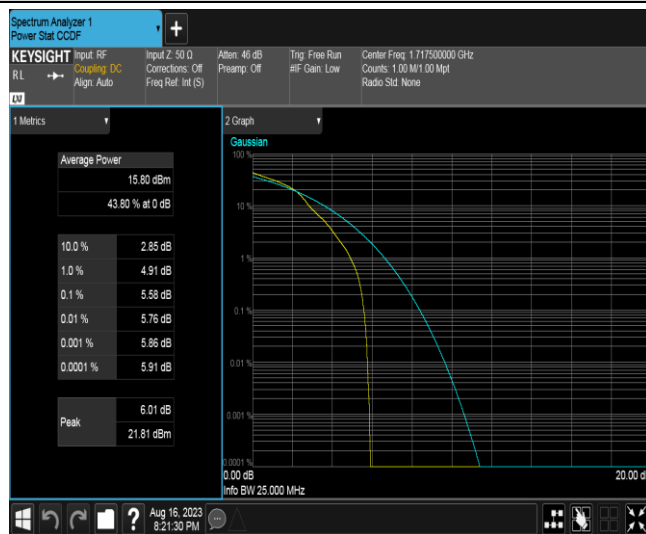 Spectrum Analyzer 1
Power Stat CCDF
+
KEYSIGHT
RL
LXI
Input: RF
Coupling: DC
Align: Auto
Input Z: 50 Ω
Corrections: Off
Freq Ref: Int (S)
Atten: 46 dB
Preamp: Off
Trig: Free Run
#IF Gain: Low
Center Freq: 1.717500000 GHz
Counts: 1.00 M/1.00 Mpt
Radio Std: None
1 Metrics
Average Power
15.80 dBm
43.80 % at 0 dB
10.0 % 2.85 dB
1.0 % 4.91 dB
0.1 % 5.58 dB
0.01 % 5.76 dB
0.001 % 5.86 dB
0.0001 % 5.91 dB
Peak
6.01 dB
21.81 dBm
2 Graph
Gaussian
100 %
10 %
1 %
0.1 %
0.01 %
0.001 %
0.0001 %
0.00 dB
20.00 d
Info BW 25.000 MHz
?
Aug 16, 2023
8:21:30 PM